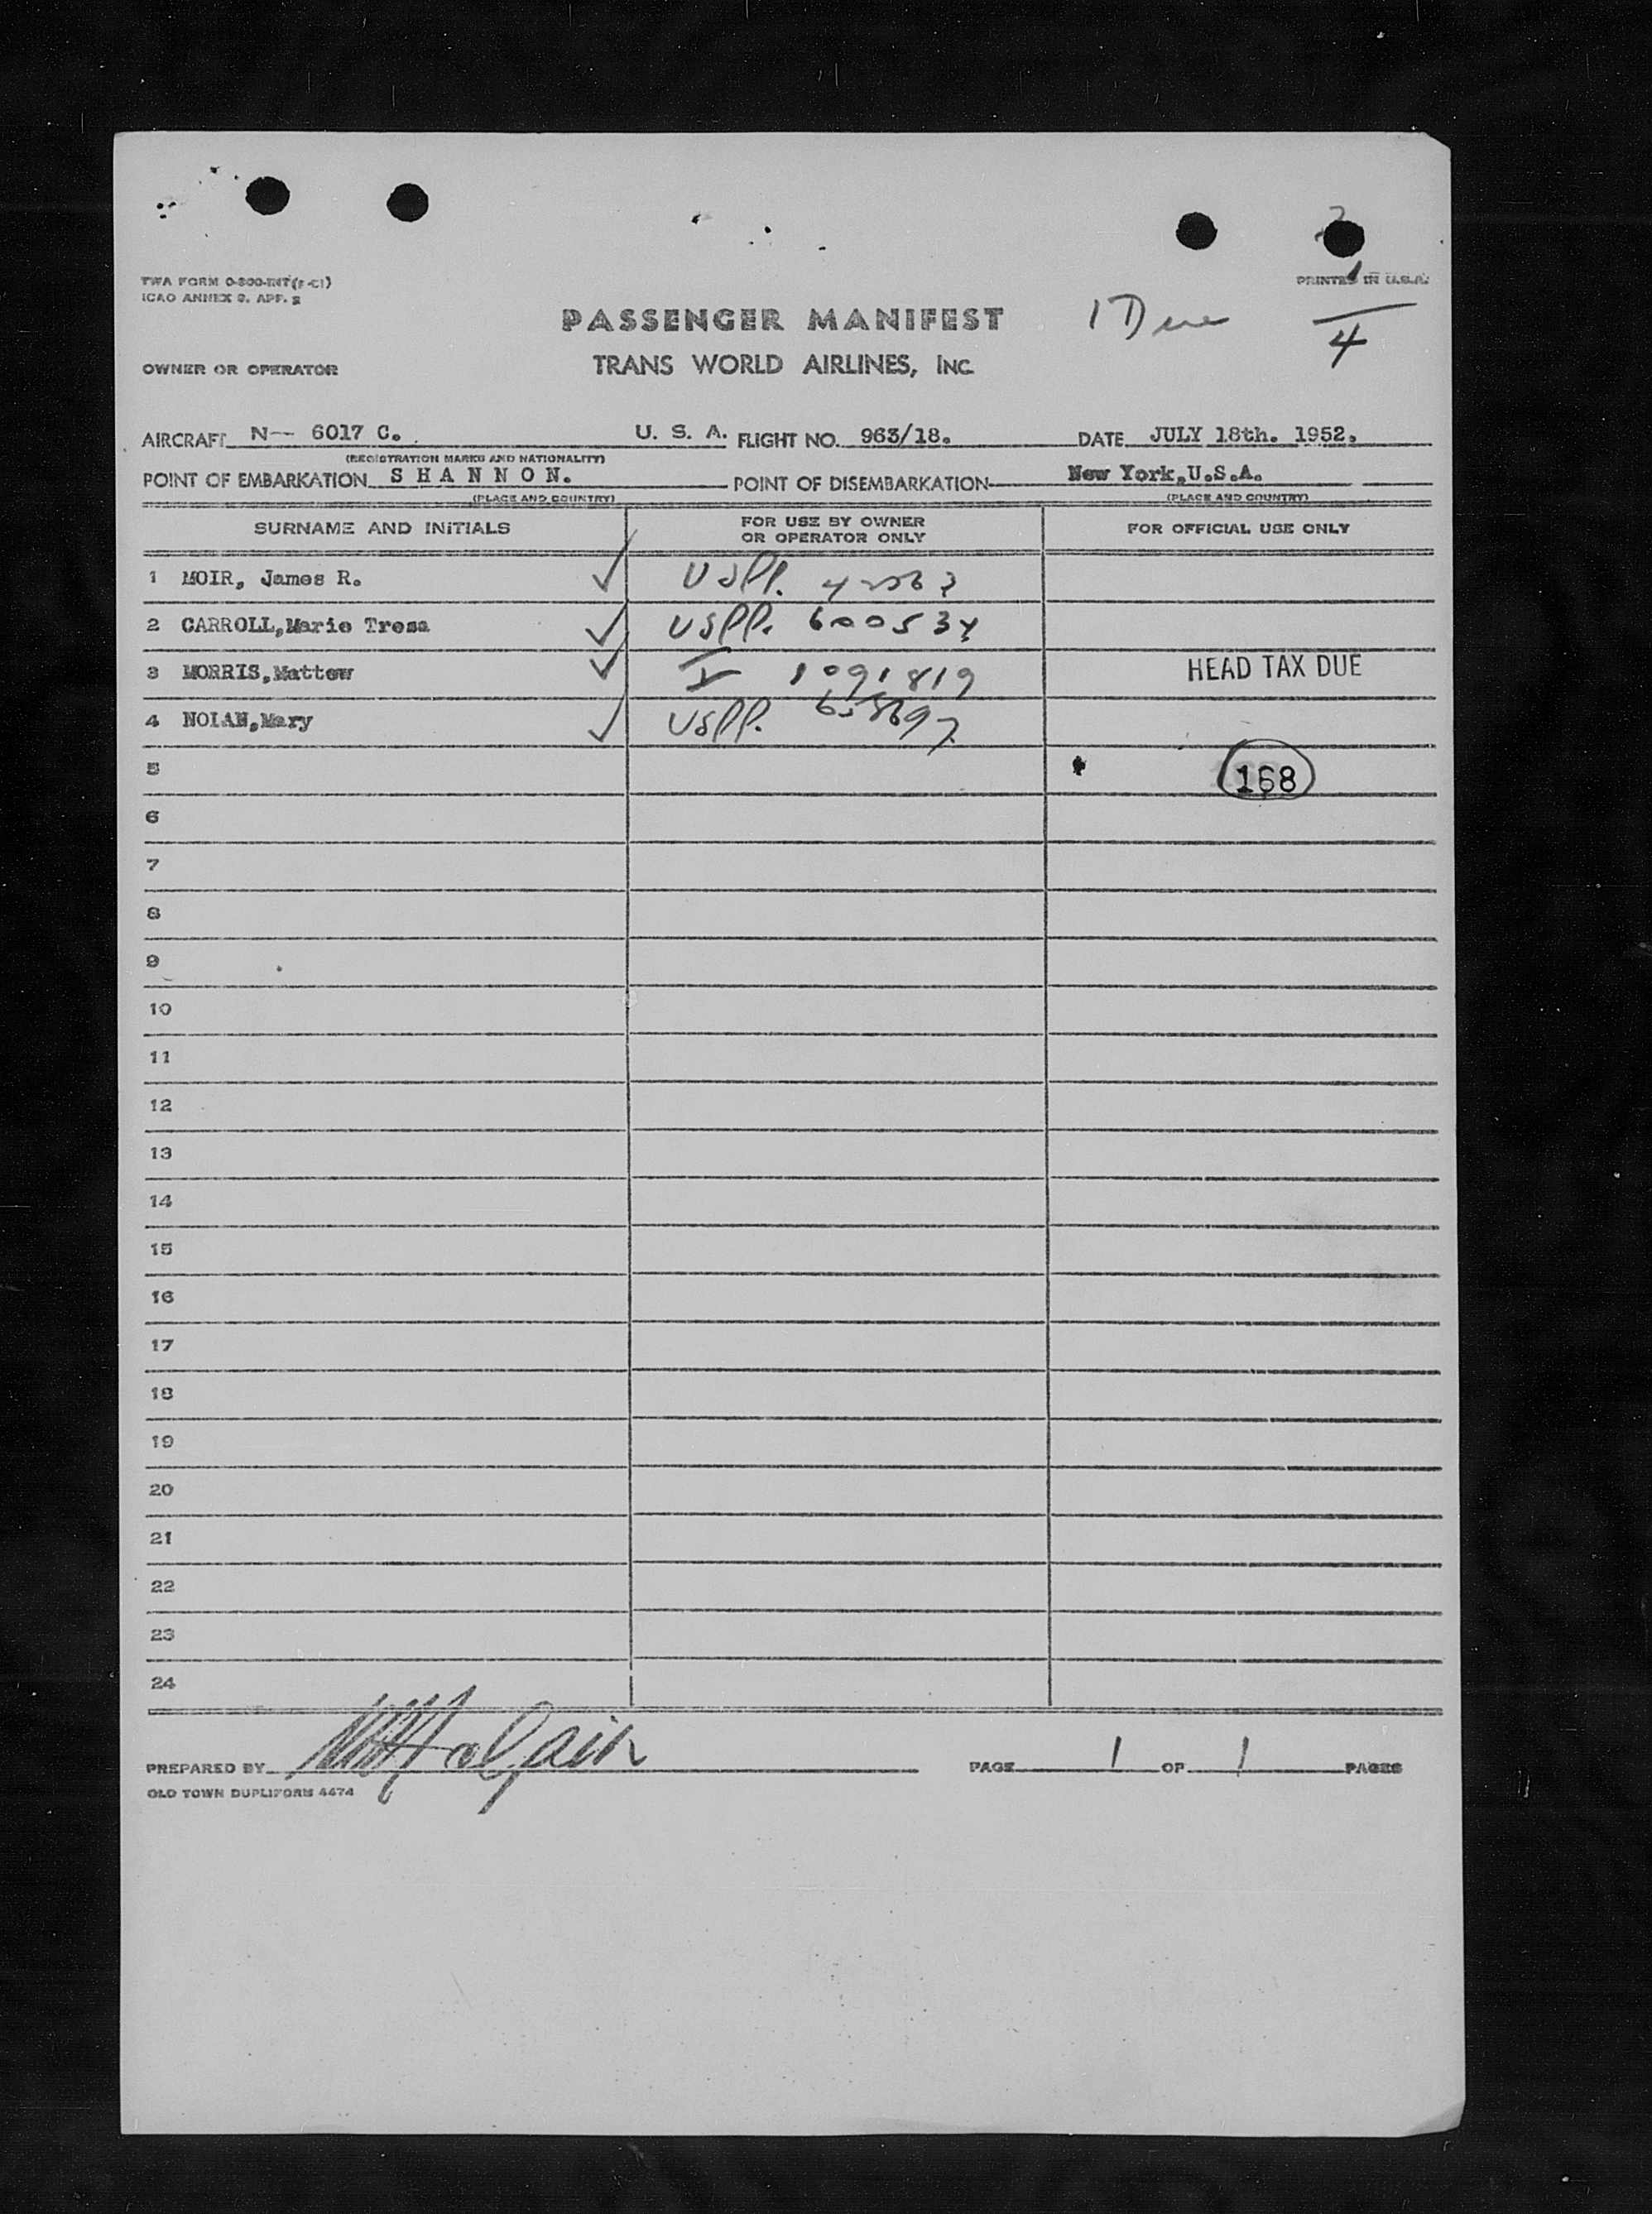 TWA FORM 0-800-INT
ICAO ANNEX 9. APP. 2
PRINTED IN U.S.A.
PASSENGER MANIFEST
1 Due
4
OWNER OR OPERATOR
TRANS WORLD AIRLINES, INC.
AIRCRAFT N-- 6017 C. U. S. A. FLIGHT NO. 963/18. DATE JULY 18th. 1952.
(REGISTRATION MARKS AND NATIONALITY)
POINT OF EMBARKATION S H A N N O N. POINT OF DISEMBARKATION New York,U.S.A.
(PLACE AND COUNTRY) (PLACE AND COUNTRY)
SURNAME AND INITIALS FOR USE BY OWNER OR OPERATOR ONLY FOR OFFICIAL USE ONLY
1 MOIR, James R. USPP.
2 CARROLL,Marie Tresa USPP. 600534
3 MORRIS,Mattew I 1091819 HEAD TAX DUE
4 NOLAN,Mary USPP.
5 168
6
7
8
9
10
11
12
13
14
15
16
17
18
19
20
21
22
23
24
PREPARED BY PAGE 1 OF 1 PAGES
OLD TOWN DUPLIFORM 4474